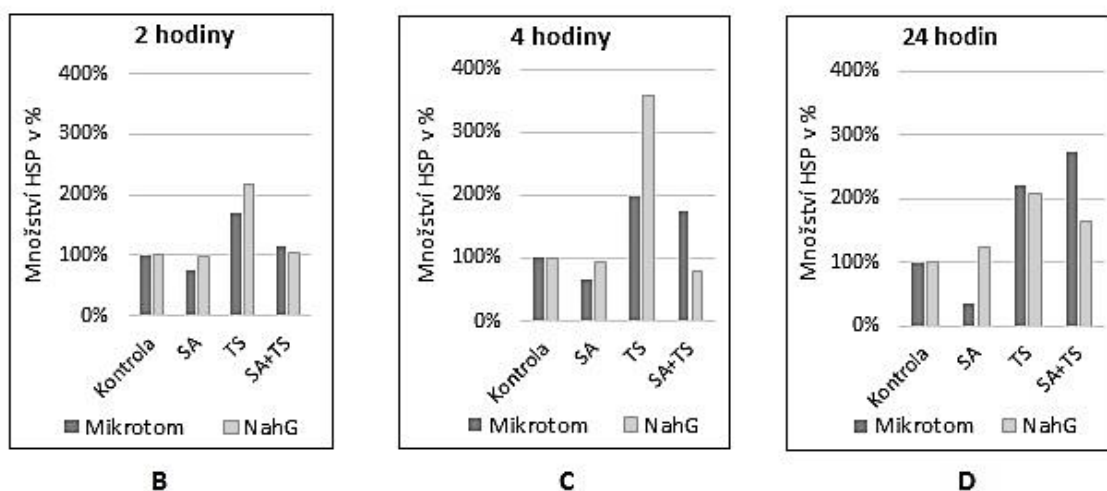 2 hodiny
Množství HSP v %
400%
300%
200%
100%
0%
Kontrola
SA
TS
SA+TS
Mikrotom NahG
B
4 hodiny
Množství HSP v %
400%
300%
200%
100%
0%
Kontrola
SA
TS
SA+TS
Mikrotom NahG
C
24 hodin
Množství HSP v %
400%
300%
200%
100%
0%
Kontrola
SA
TS
SA+TS
Mikrotom NahG
D